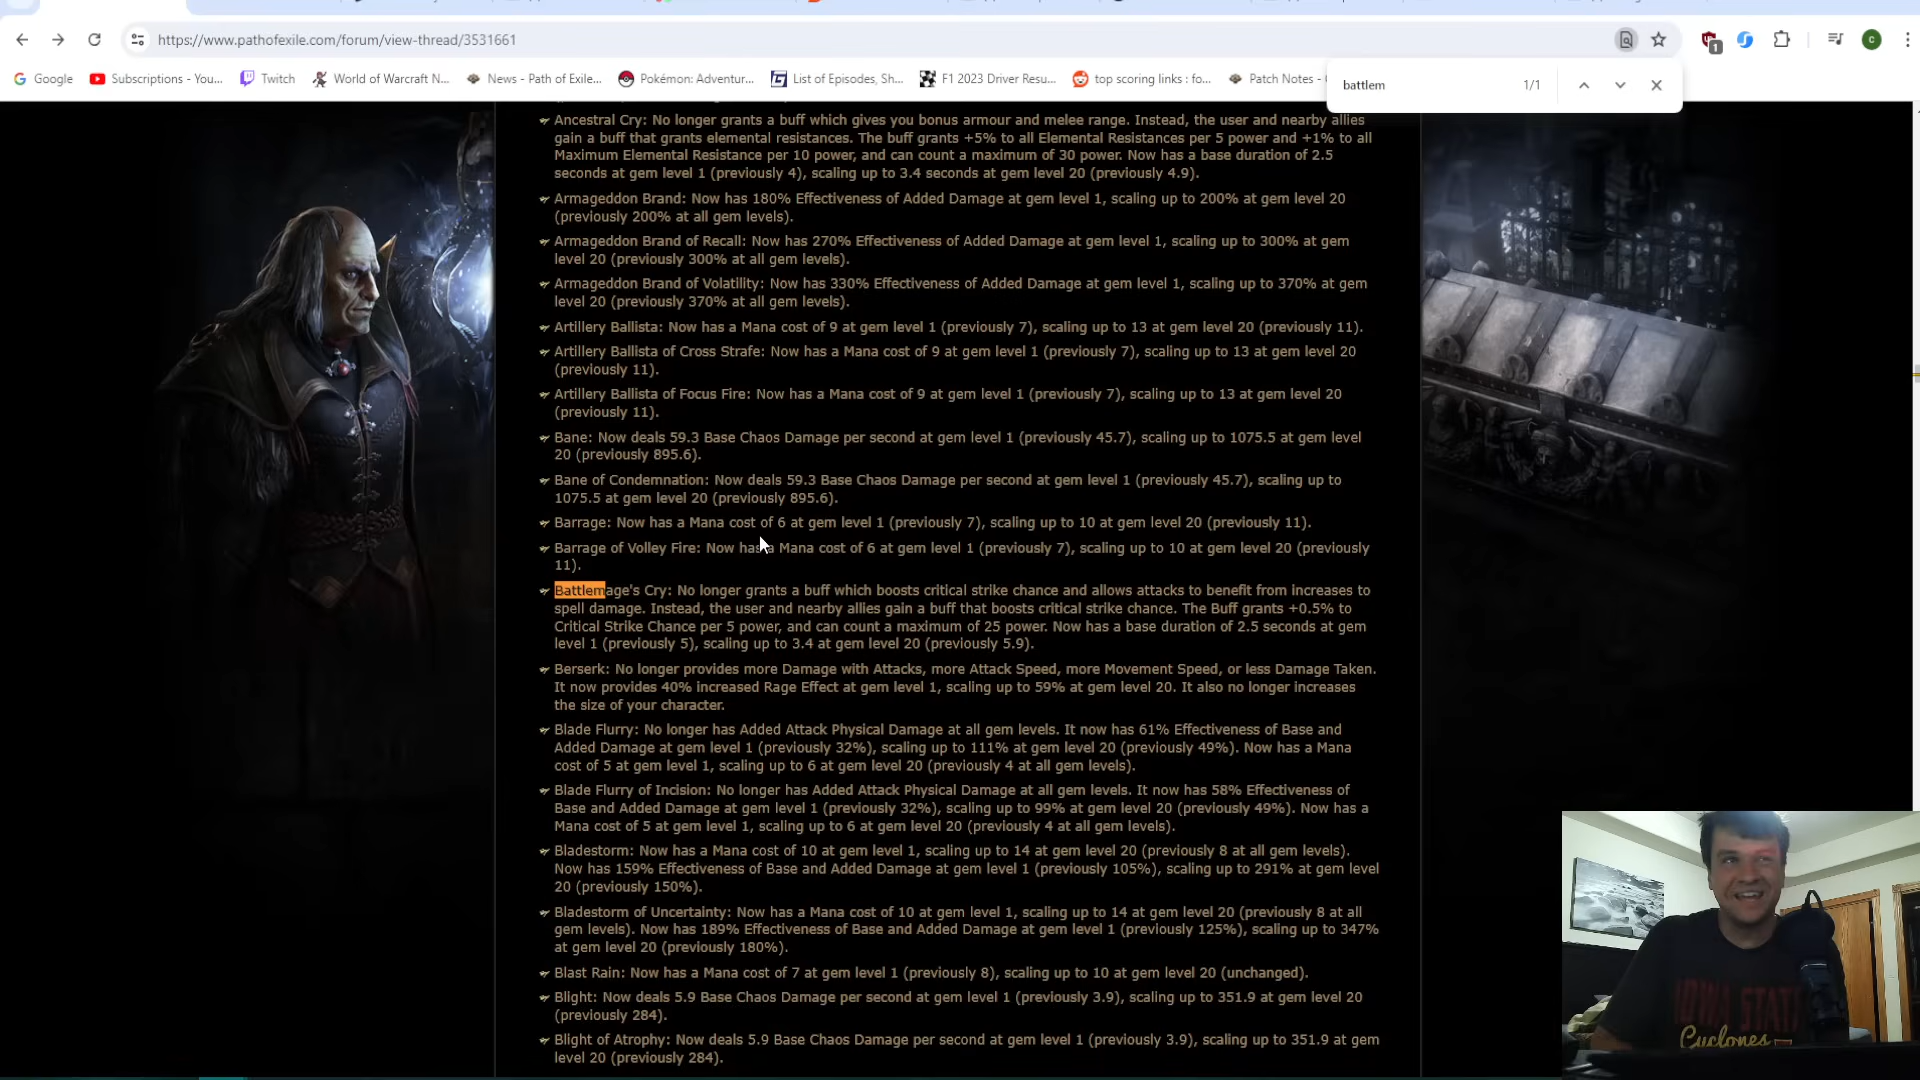 https://www.pathofexile.com/forum/view-thread/3531661
Google
Subscriptions - You...
Twitch
World of Warcraft N...
News - Path of Exile...
Pokémon: Adventur...
List of Episodes, Sh...
F1 2023 Driver Resu...
top scoring links : fo...
Patch Notes -
battlem 1/1
Ancestral Cry: No longer grants a buff which gives you bonus armour and melee range. Instead, the user and nearby allies
gain a buff that grants elemental resistances. The buff grants +5% to all Elemental Resistances per 5 power and +1% to all
Maximum Elemental Resistance per 10 power, and can count a maximum of 30 power. Now has a base duration of 2.5
seconds at gem level 1 (previously 4), scaling up to 3.4 seconds at gem level 20 (previously 4.9).
Armageddon Brand: Now has 180% Effectiveness of Added Damage at gem level 1, scaling up to 200% at gem level 20
(previously 200% at all gem levels).
Armageddon Brand of Recall: Now has 270% Effectiveness of Added Damage at gem level 1, scaling up to 300% at gem
level 20 (previously 300% at all gem levels).
Armageddon Brand of Volatility: Now has 330% Effectiveness of Added Damage at gem level 1, scaling up to 370% at gem
level 20 (previously 370% at all gem levels).
Artillery Ballista: Now has a Mana cost of 9 at gem level 1 (previously 7), scaling up to 13 at gem level 20 (previously 11).
Artillery Ballista of Cross Strafe: Now has a Mana cost of 9 at gem level 1 (previously 7), scaling up to 13 at gem level 20
(previously 11).
Artillery Ballista of Focus Fire: Now has a Mana cost of 9 at gem level 1 (previously 7), scaling up to 13 at gem level 20
(previously 11).
Bane: Now deals 59.3 Base Chaos Damage per second at gem level 1 (previously 45.7), scaling up to 1075.5 at gem level
20 (previously 895.6).
Bane of Condemnation: Now deals 59.3 Base Chaos Damage per second at gem level 1 (previously 45.7), scaling up to
1075.5 at gem level 20 (previously 895.6).
Barrage: Now has a Mana cost of 6 at gem level 1 (previously 7), scaling up to 10 at gem level 20 (previously 11).
Barrage of Volley Fire: Now has a Mana cost of 6 at gem level 1 (previously 7), scaling up to 10 at gem level 20 (previously
11).
Battlemage's Cry: No longer grants a buff which boosts critical strike chance and allows attacks to benefit from increases to
spell damage. Instead, the user and nearby allies gain a buff that boosts critical strike chance. The Buff grants +0.5% to
Critical Strike Chance per 5 power, and can count a maximum of 25 power. Now has a base duration of 2.5 seconds at gem
level 1 (previously 5), scaling up to 3.4 at gem level 20 (previously 5.9).
Berserk: No longer provides more Damage with Attacks, more Attack Speed, more Movement Speed, or less Damage Taken.
It now provides 40% increased Rage Effect at gem level 1, scaling up to 59% at gem level 20. It also no longer increases
the size of your character.
Blade Flurry: No longer has Added Attack Physical Damage at all gem levels. It now has 61% Effectiveness of Base and
Added Damage at gem level 1 (previously 32%), scaling up to 111% at gem level 20 (previously 49%). Now has a Mana
cost of 5 at gem level 1, scaling up to 6 at gem level 20 (previously 4 at all gem levels).
Blade Flurry of Incision: No longer has Added Attack Physical Damage at all gem levels. It now has 58% Effectiveness of
Base and Added Damage at gem level 1 (previously 32%), scaling up to 99% at gem level 20 (previously 49%). Now has a
Mana cost of 5 at gem level 1, scaling up to 6 at gem level 20 (previously 4 at all gem levels).
Bladestorm: Now has a Mana cost of 10 at gem level 1, scaling up to 14 at gem level 20 (previously 8 at all gem levels).
Now has 159% Effectiveness of Base and Added Damage at gem level 1 (previously 105%), scaling up to 291% at gem level
20 (previously 150%).
Bladestorm of Uncertainty: Now has a Mana cost of 10 at gem level 1, scaling up to 14 at gem level 20 (previously 8 at all
gem levels). Now has 189% Effectiveness of Base and Added Damage at gem level 1 (previously 125%), scaling up to 347%
at gem level 20 (previously 180%).
Blast Rain: Now has a Mana cost of 7 at gem level 1 (previously 8), scaling up to 10 at gem level 20 (unchanged).
Blight: Now deals 5.9 Base Chaos Damage per second at gem level 1 (previously 3.9), scaling up to 351.9 at gem level 20
(previously 284).
Blight of Atrophy: Now deals 5.9 Base Chaos Damage per second at gem level 1 (previously 3.9), scaling up to 351.9 at gem
level 20 (previously 284).
IOWA STATE
Cyclones